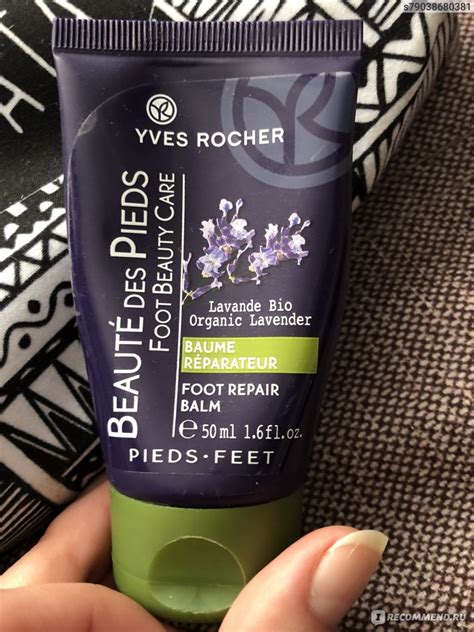 s79038680381
YVES ROCHER
BEAUTÉ DES PIEDS
FOOT BEAUTY CARE
Lavande Bio
Organic Lavender
BAUME
RÉPARATEUR
FOOT REPAIR
BALM
℮ 50 ml 1.6 fl.oz.
PIEDS • FEET
IRECOMMEND.RU